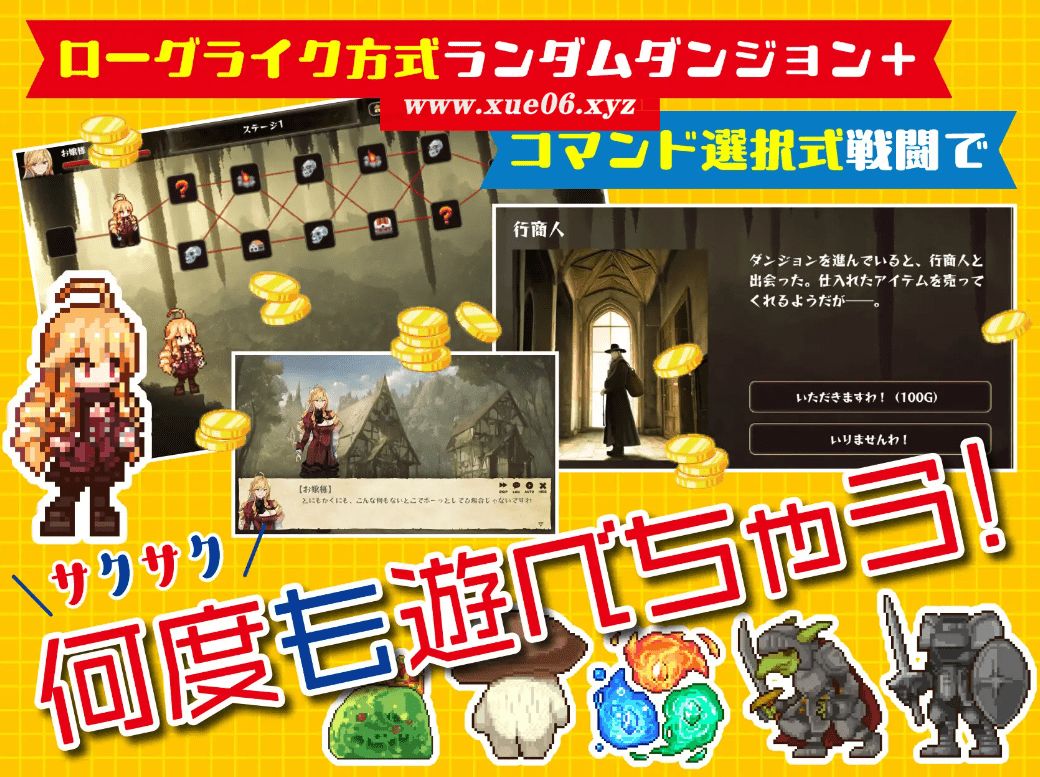 ローグライク方式ランダムダンジョン＋
www.xue06.xyz
コマンド選択式戦闘で
お嬢様
ステージ1
行商人
ダンジョンを進んでいると、行商人と
出会った。仕入れたアイテムを売って
くれるようだが――。
いただきますわ！（100G）
いりませんわ！
【お嬢様】
とにもかくにも、こんな何もないとこでボーっとしてる場合じゃないですわ
サクサク
何度も遊べちゃう！